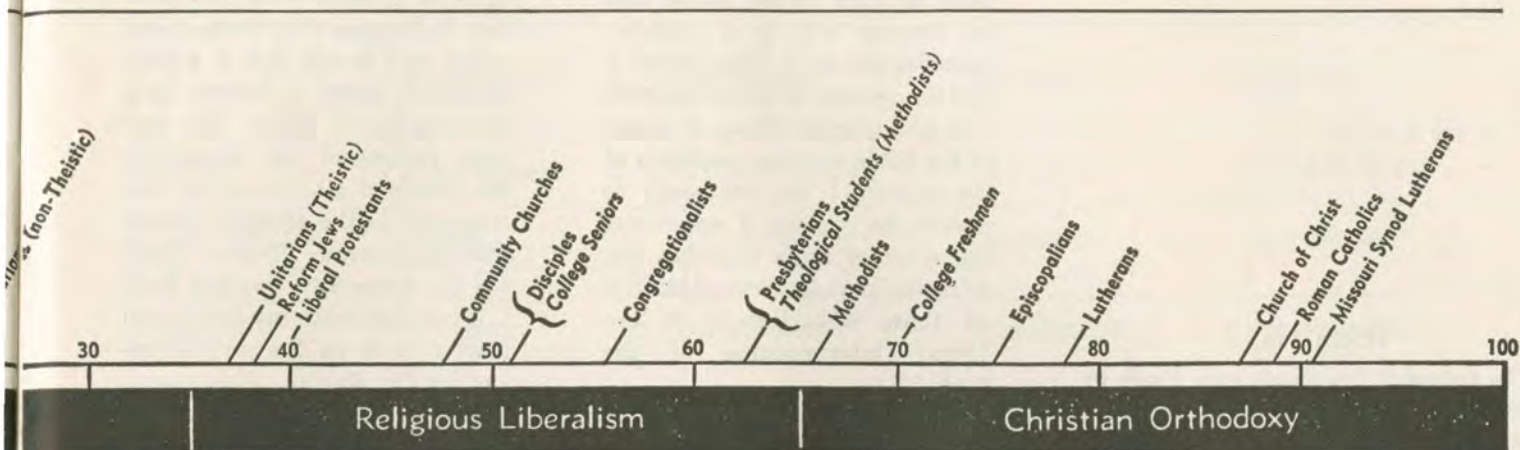 (non-Theistic)
Unitarians (Theistic)
Reform Jews
Liberal Protestants
Community Churches
Disciples
College Seniors
Congregationalists
Presbyterians
Theological Students (Methodists)
Methodists
College Freshmen
Episcopalians
Lutherans
Church of Christ
Roman Catholics
Missouri Synod Lutherans
30 40 50 60 70 80 90 100
Religious Liberalism Christian Orthodoxy